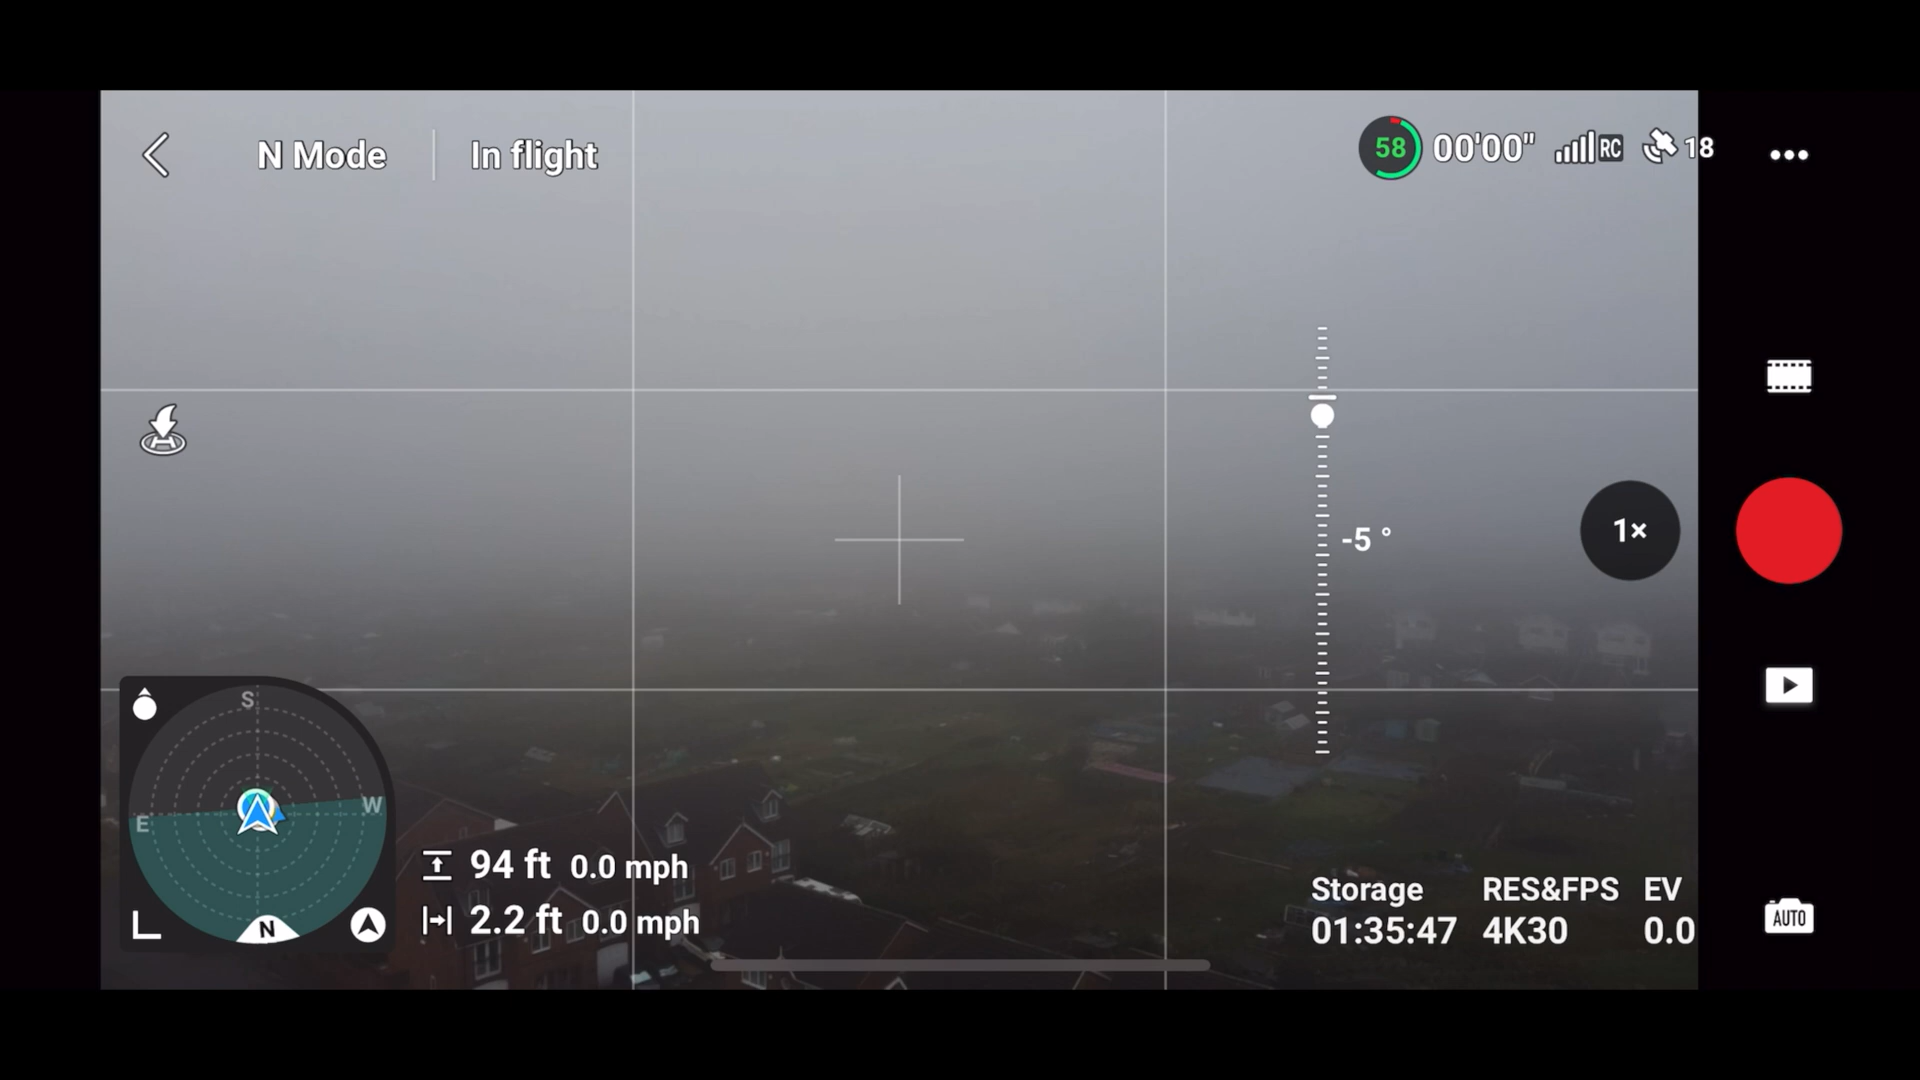 N Mode In flight 58 00'00" RC 18
-5 °
1×
S
E W
N
94 ft 0.0 mph
2.2 ft 0.0 mph
Storage RES&FPS EV
01:35:47 4K30 0.0
AUTO